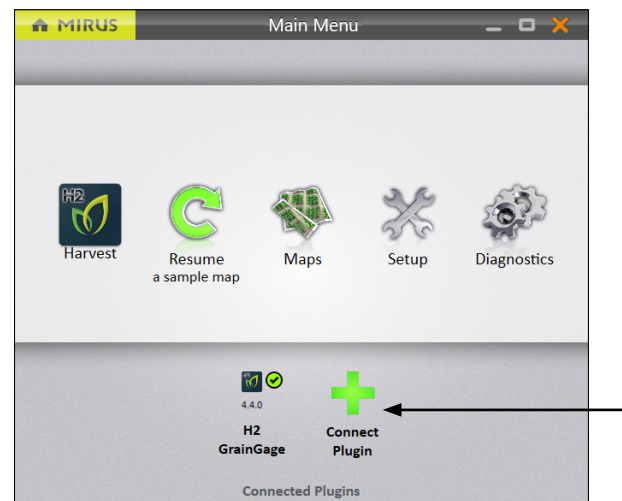 MIRUS
Main Menu
H2
Harvest
Resume
a sample map
Maps
Setup
Diagnostics
4.4.0
H2
GrainGage
Connect
Plugin
Connected Plugins